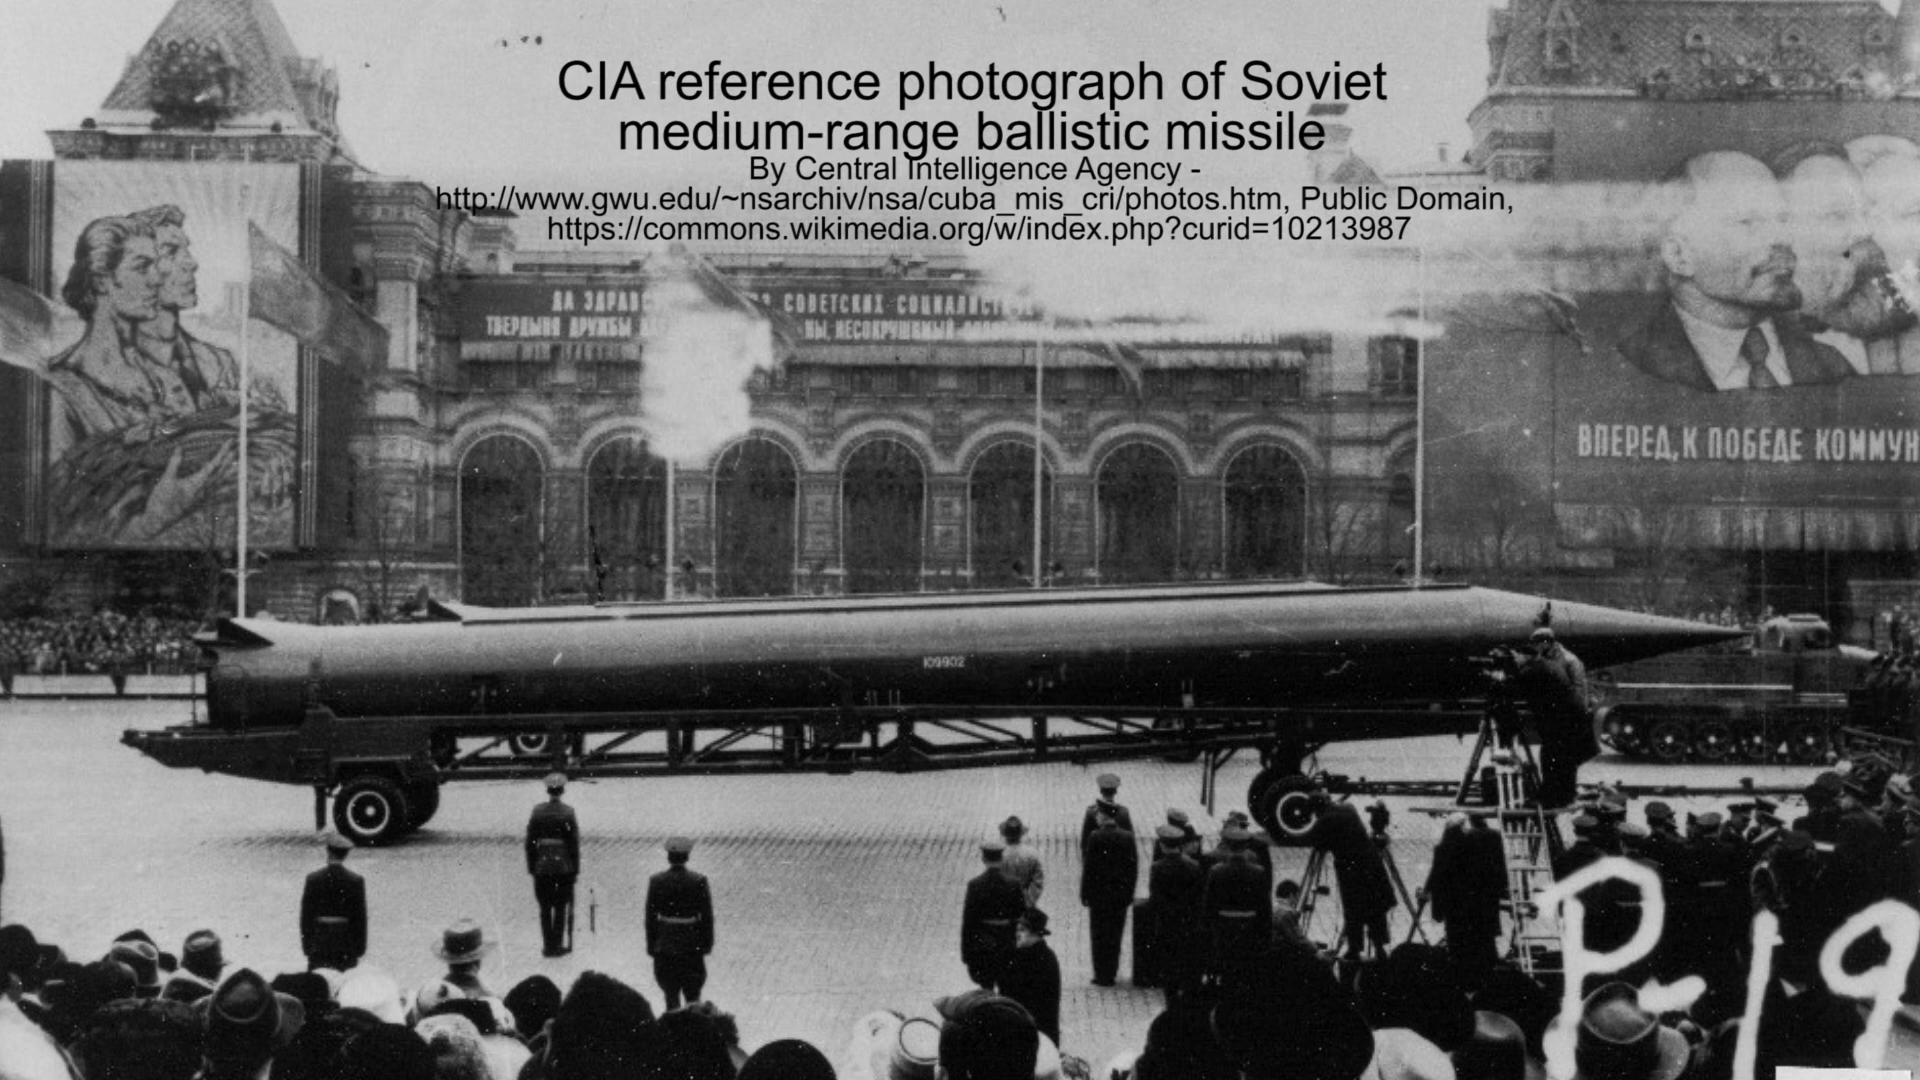 CIA reference photograph of Soviet
medium-range ballistic missile
By Central Intelligence Agency -
http://www.gwu.edu/~nsarchiv/nsa/cuba_mis_cri/photos.htm, Public Domain,
https://commons.wikimedia.org/w/index.php?curid=10213987
ДА ЗДРАВС СОВЕТСКИХ СОЦИАЛИСТ
ТВЕРДЫНЯ ДРУЖБЫ НЕСОКРУШИМЫЙ
ВПЕРЕД, К ПОБЕДЕ КОММУН
109902
P-19